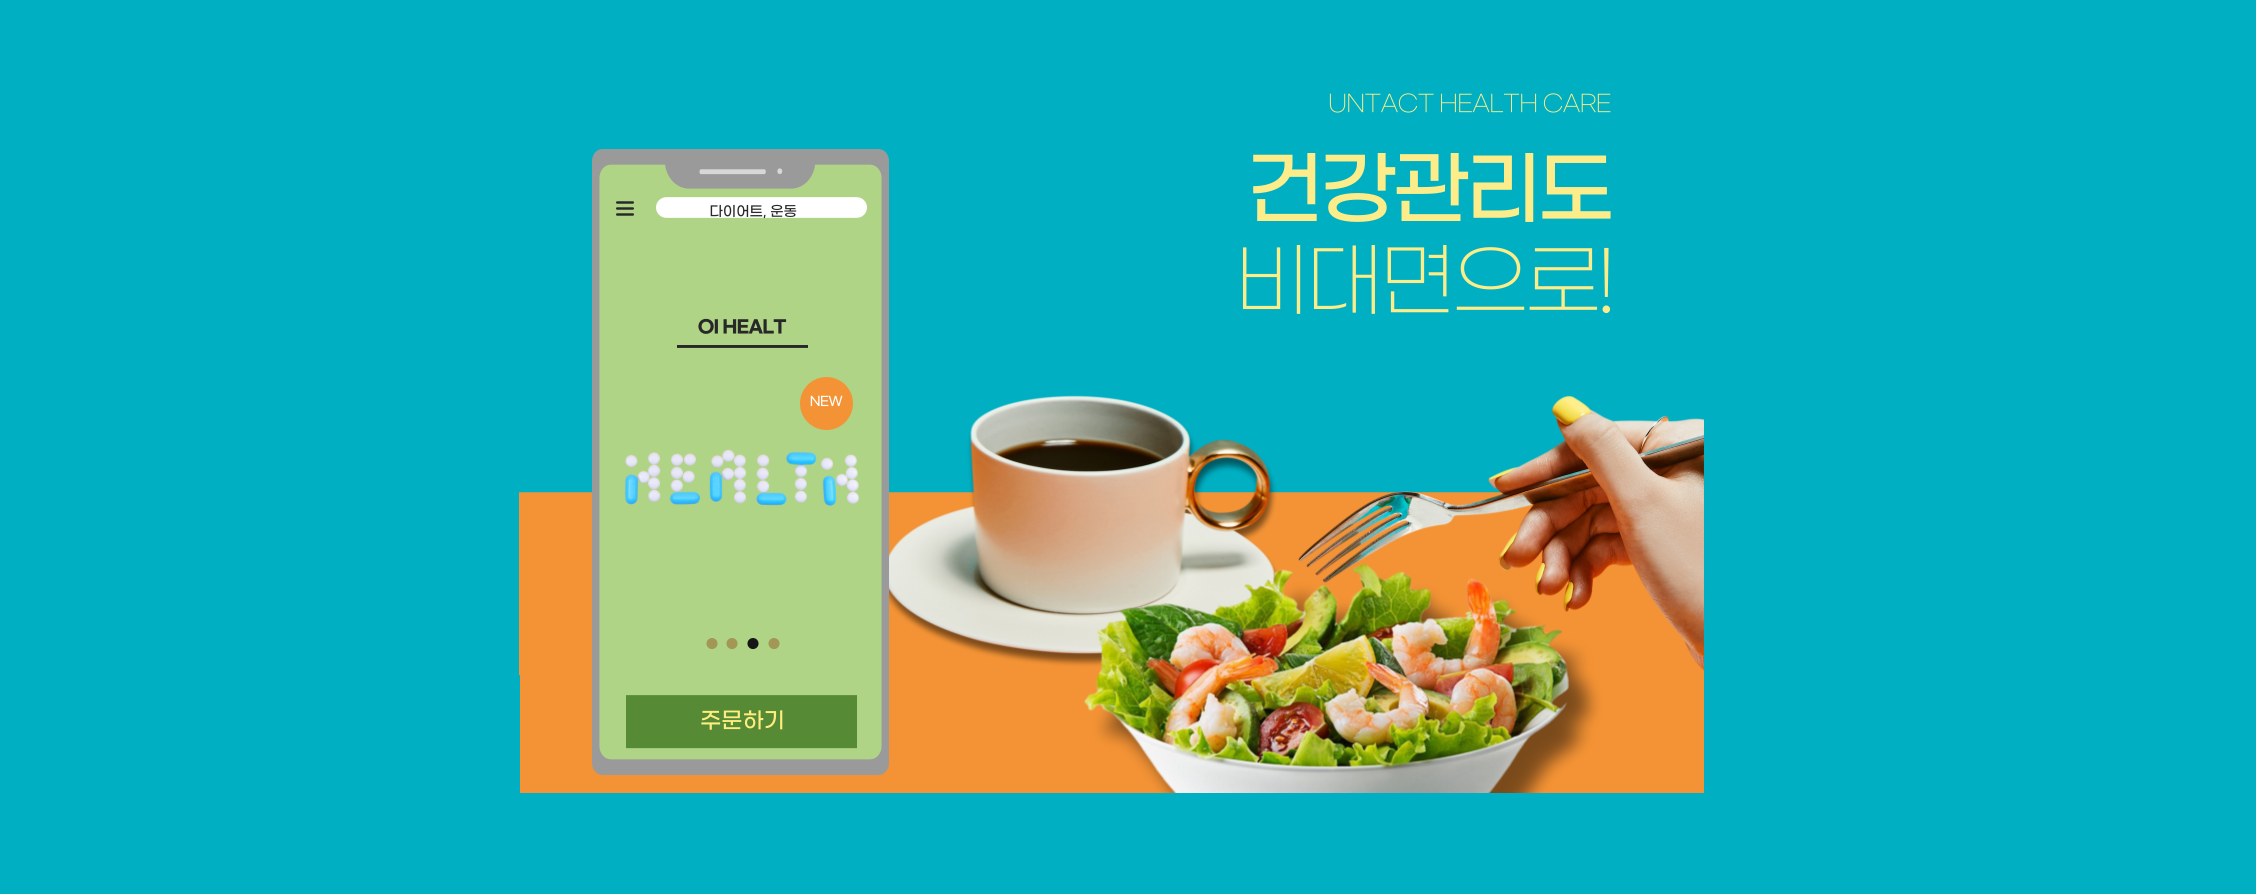 UNTACT HEALTH CARE
건강관리도
비대면으로!
다이어트, 운동
OI HEALT
NEW
HEALTH
주문하기